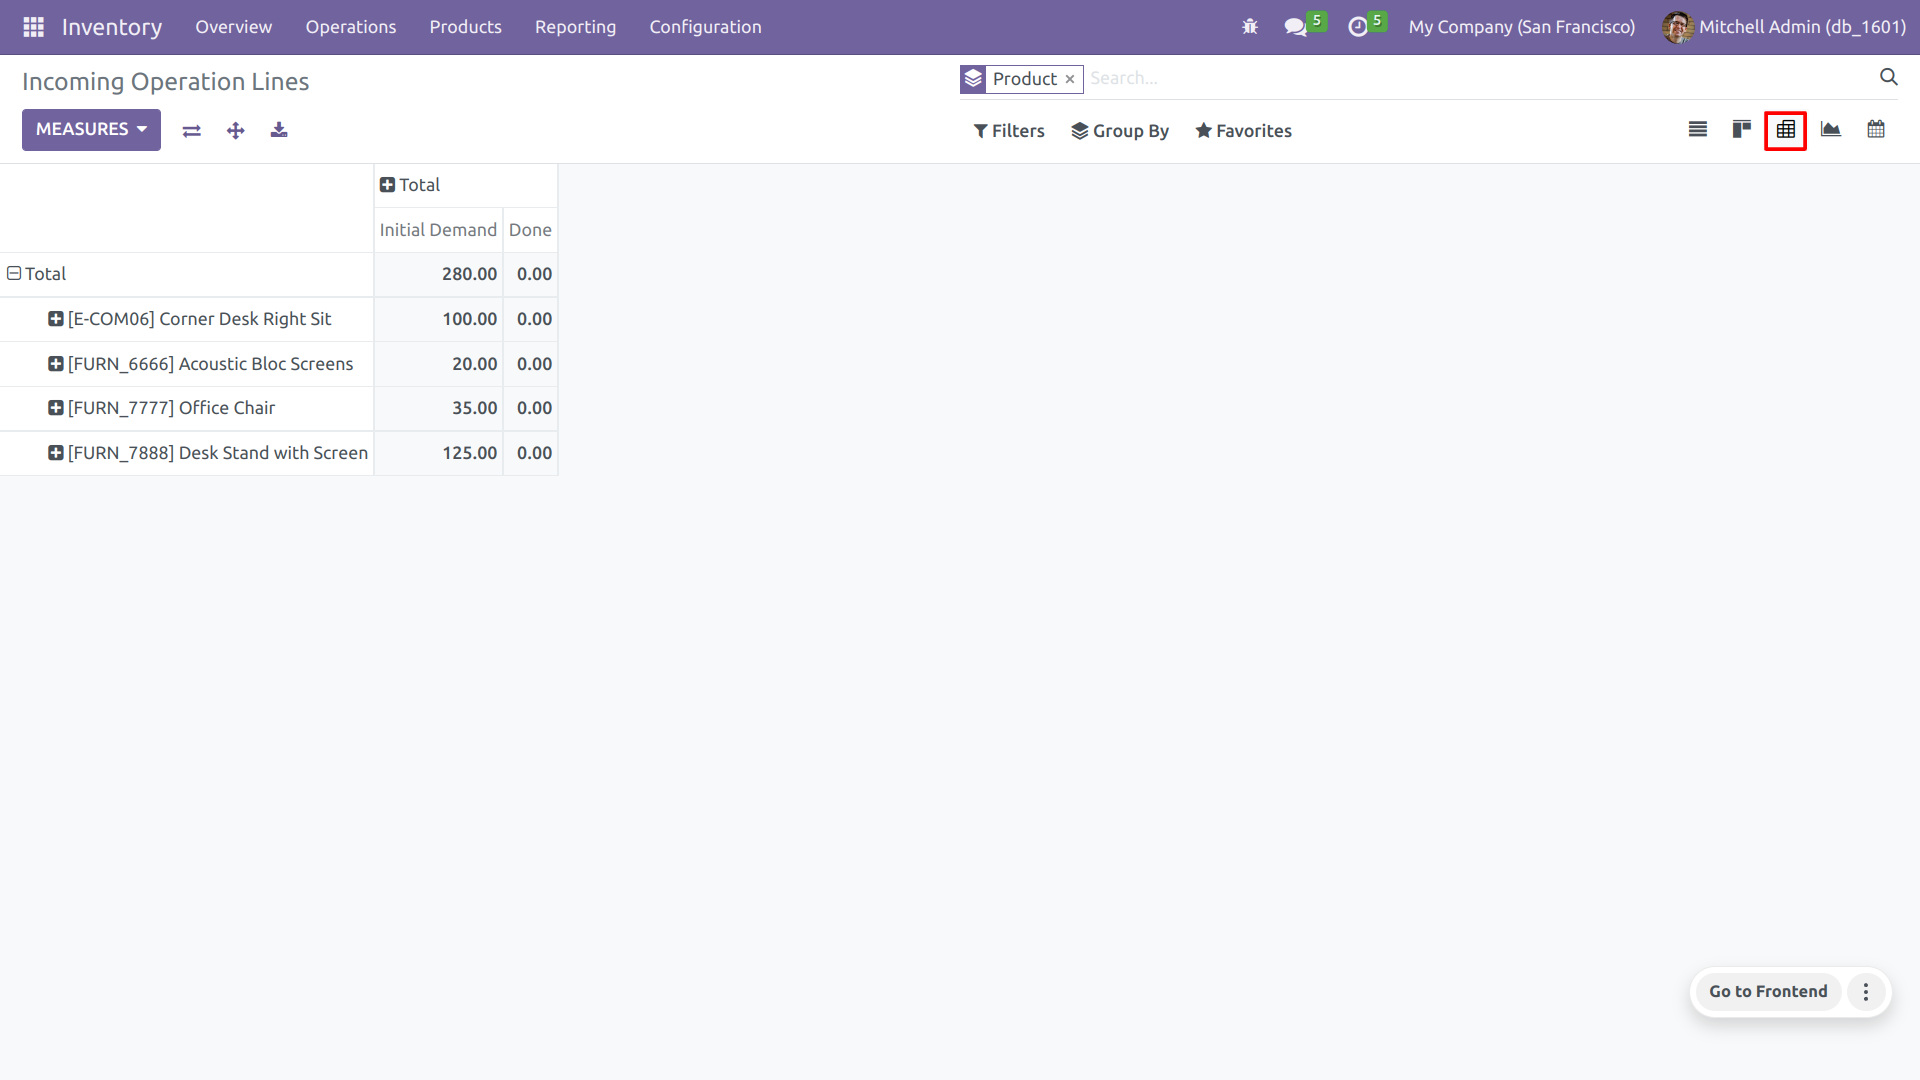 Inventory Overview Operations Products Reporting Configuration 5 5 My Company (San Francisco) Mitchell Admin (db_1601)
Incoming Operation Lines Product × Search...
MEASURES Filters Group By Favorites
Total
Initial Demand Done
Total 280.00 0.00
[E-COM06] Corner Desk Right Sit 100.00 0.00
[FURN_6666] Acoustic Bloc Screens 20.00 0.00
[FURN_7777] Office Chair 35.00 0.00
[FURN_7888] Desk Stand with Screen 125.00 0.00
Go to Frontend